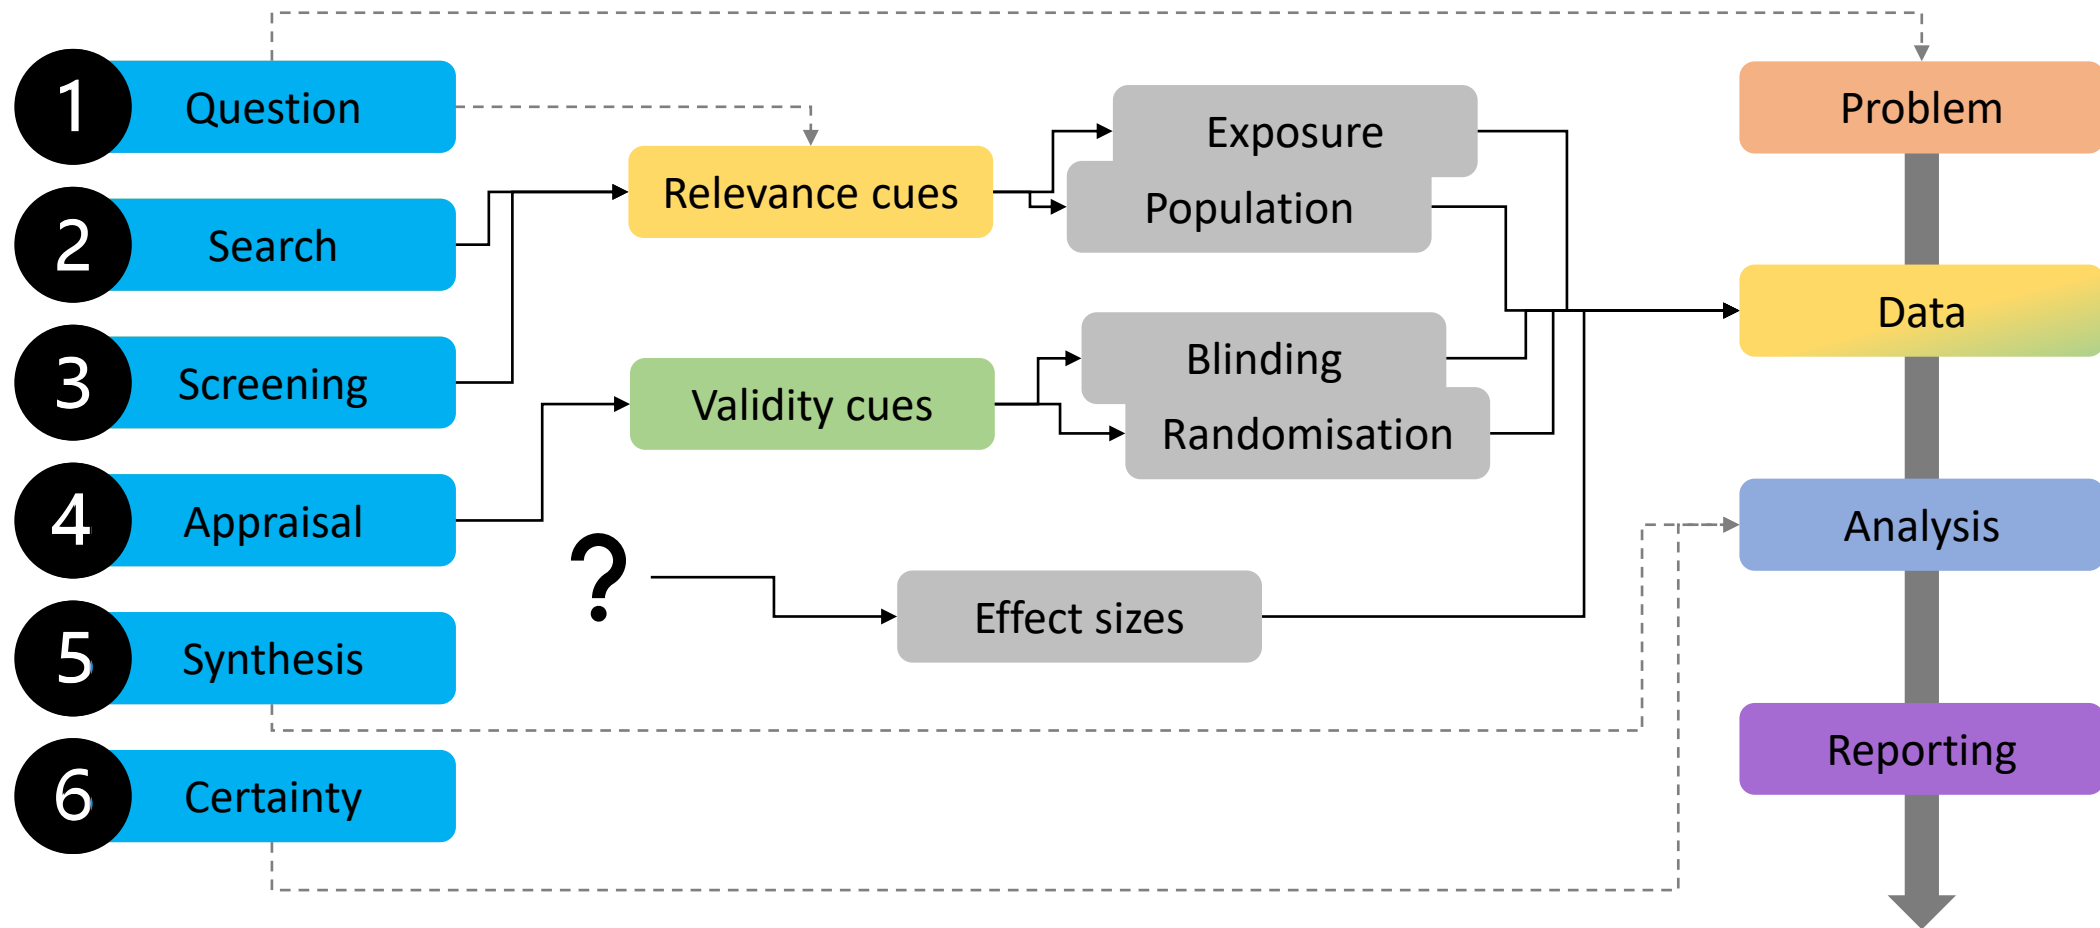 1
Question
2
Search
3
Screening
4
Appraisal
5
Synthesis
6
Certainty
Relevance cues
Validity cues
?
Exposure
Population
Blinding
Randomisation
Effect sizes
Problem
Data
Analysis
Reporting